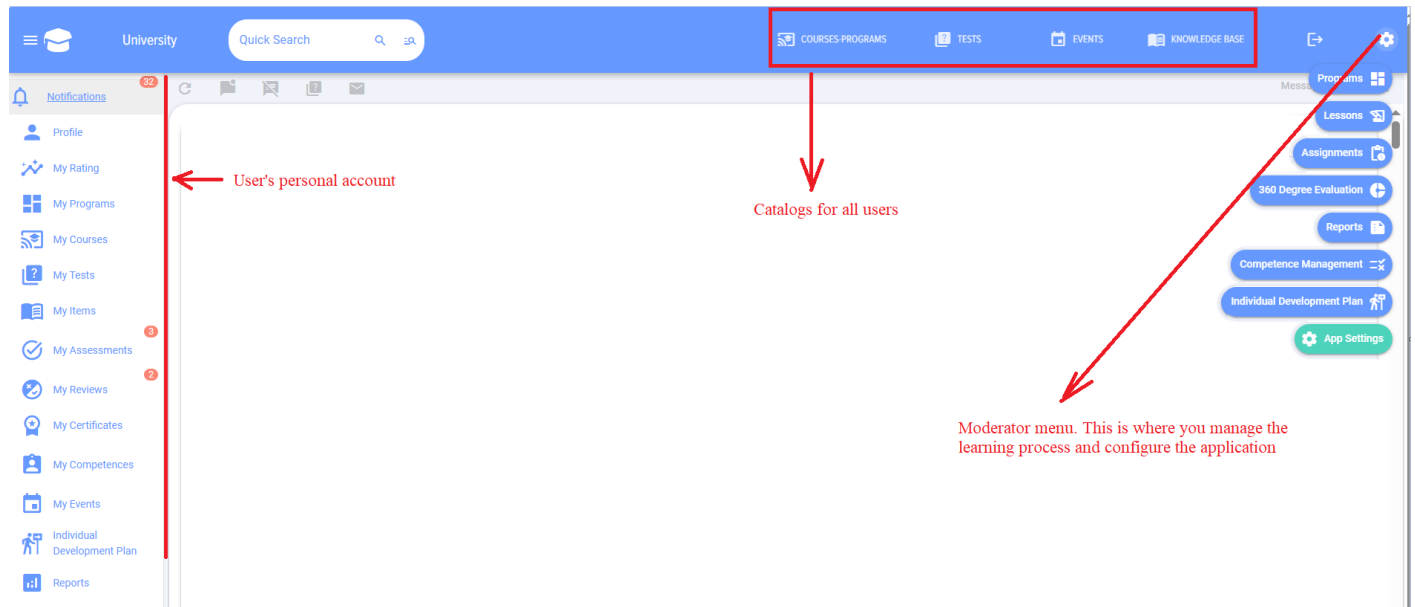 University
Quick Search
COURSES-PROGRAMS
TESTS
EVENTS
KNOWLEDGE BASE
32
Notifications
Programs
Profile
Lessons
My Rating
Assignments
User's personal account
360 Degree Evaluation
My Programs
Catalogs for all users
Reports
My Courses
Competence Management
My Tests
Individual Development Plan
My Items
3
App Settings
My Assessments
2
My Reviews
My Certificates
Moderator menu. This is where you manage the
learning process and configure the application
My Competences
My Events
Individual
Development Plan
Reports